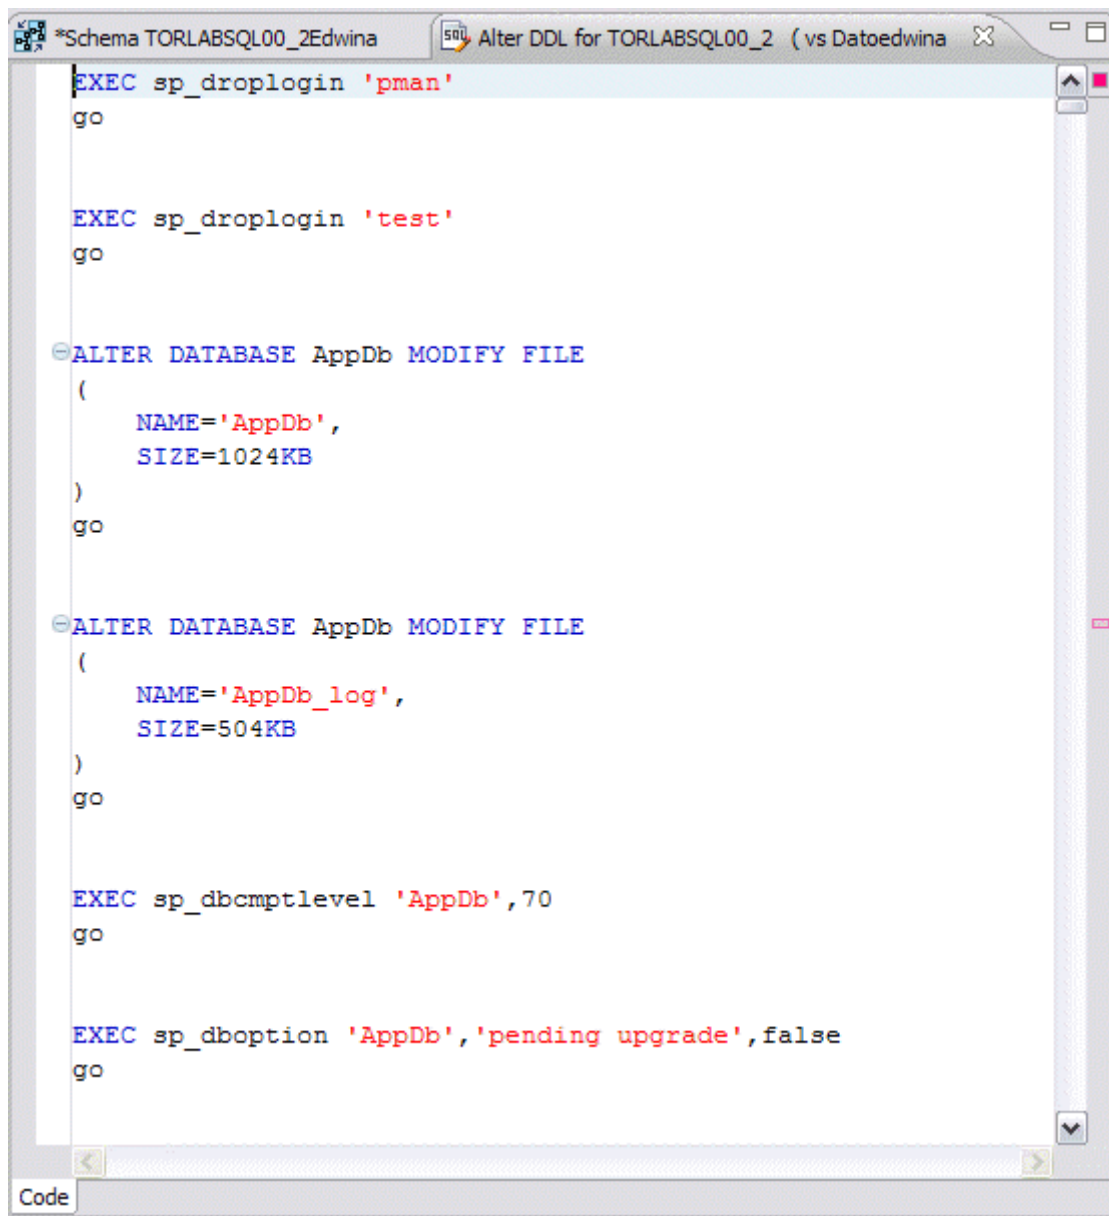 *Schema TORLABSQL00_2Edwina
Alter DDL for TORLABSQL00_2 ( vs Datoedwina
EXEC sp_droplogin 'pman'
go
EXEC sp_droplogin 'test'
go
ALTER DATABASE AppDb MODIFY FILE
(
NAME='AppDb',
SIZE=1024KB
)
go
ALTER DATABASE AppDb MODIFY FILE
(
NAME='AppDb_log',
SIZE=504KB
)
go
EXEC sp_dbcmptlevel 'AppDb',70
go
EXEC sp_dboption 'AppDb','pending upgrade',false
go
Code